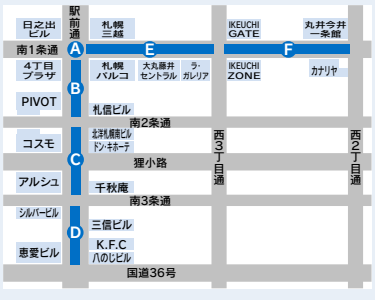 駅前通
日之出
ビル
札幌
三越
IKEUCHI
GATE
丸井今井
一条館
南1条通
A
E
F
4丁目
プラザ
札幌
パルコ
大丸藤井
セントラル
ラ・
ガレリア
IKEUCHI
ZONE
カナリヤ
B
PIVOT
札信ビル
南2条通
西3丁目通
西2丁目通
コスモ
北洋札幌南ビル
ドン・キホーテ
C
狸小路
アルシュ
千秋庵
南3条通
シルバービル
三信ビル
D
恵愛ビル
K.F.C
八のじビル
国道36号